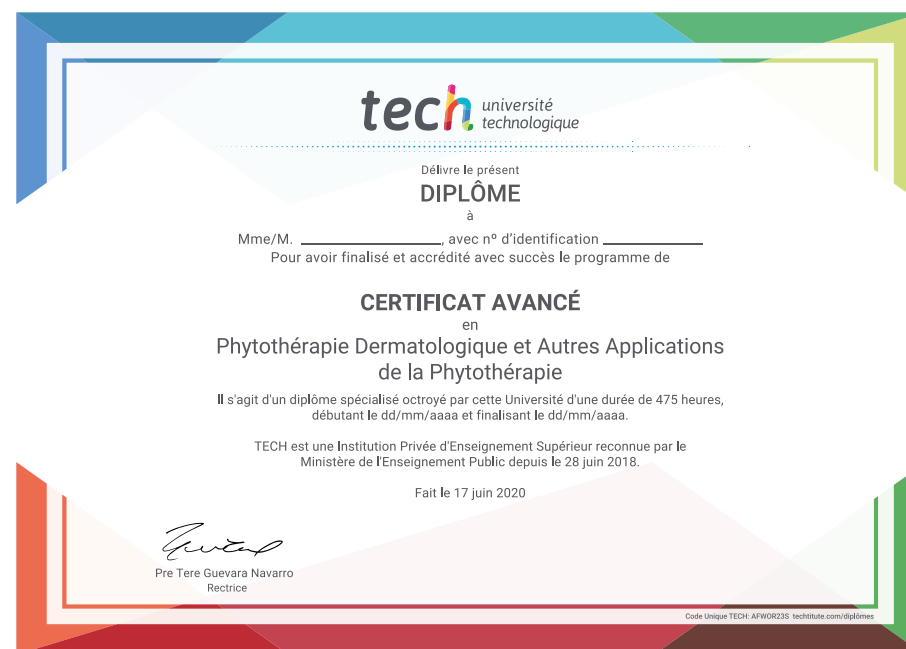 tech université
technologique
Délivre le présent
DIPLÔME
à
Mme/M. ____________________, avec nº d'identification ______________
Pour avoir finalisé et accrédité avec succès le programme de
CERTIFICAT AVANCÉ
en
Phytothérapie Dermatologique et Autres Applications
de la Phytothérapie
Il s'agit d'un diplôme spécialisé octroyé par cette Université d'une durée de 475 heures,
débutant le dd/mm/aaaa et finalisant le dd/mm/aaaa.
TECH est une Institution Privée d'Enseignement Supérieur reconnue par le
Ministère de l'Enseignement Public depuis le 28 juin 2018.
Fait le 17 juin 2020
Pre Tere Guevara Navarro
Rectrice
Code Unique TECH: AFWOR23S techtitute.com/diplômes